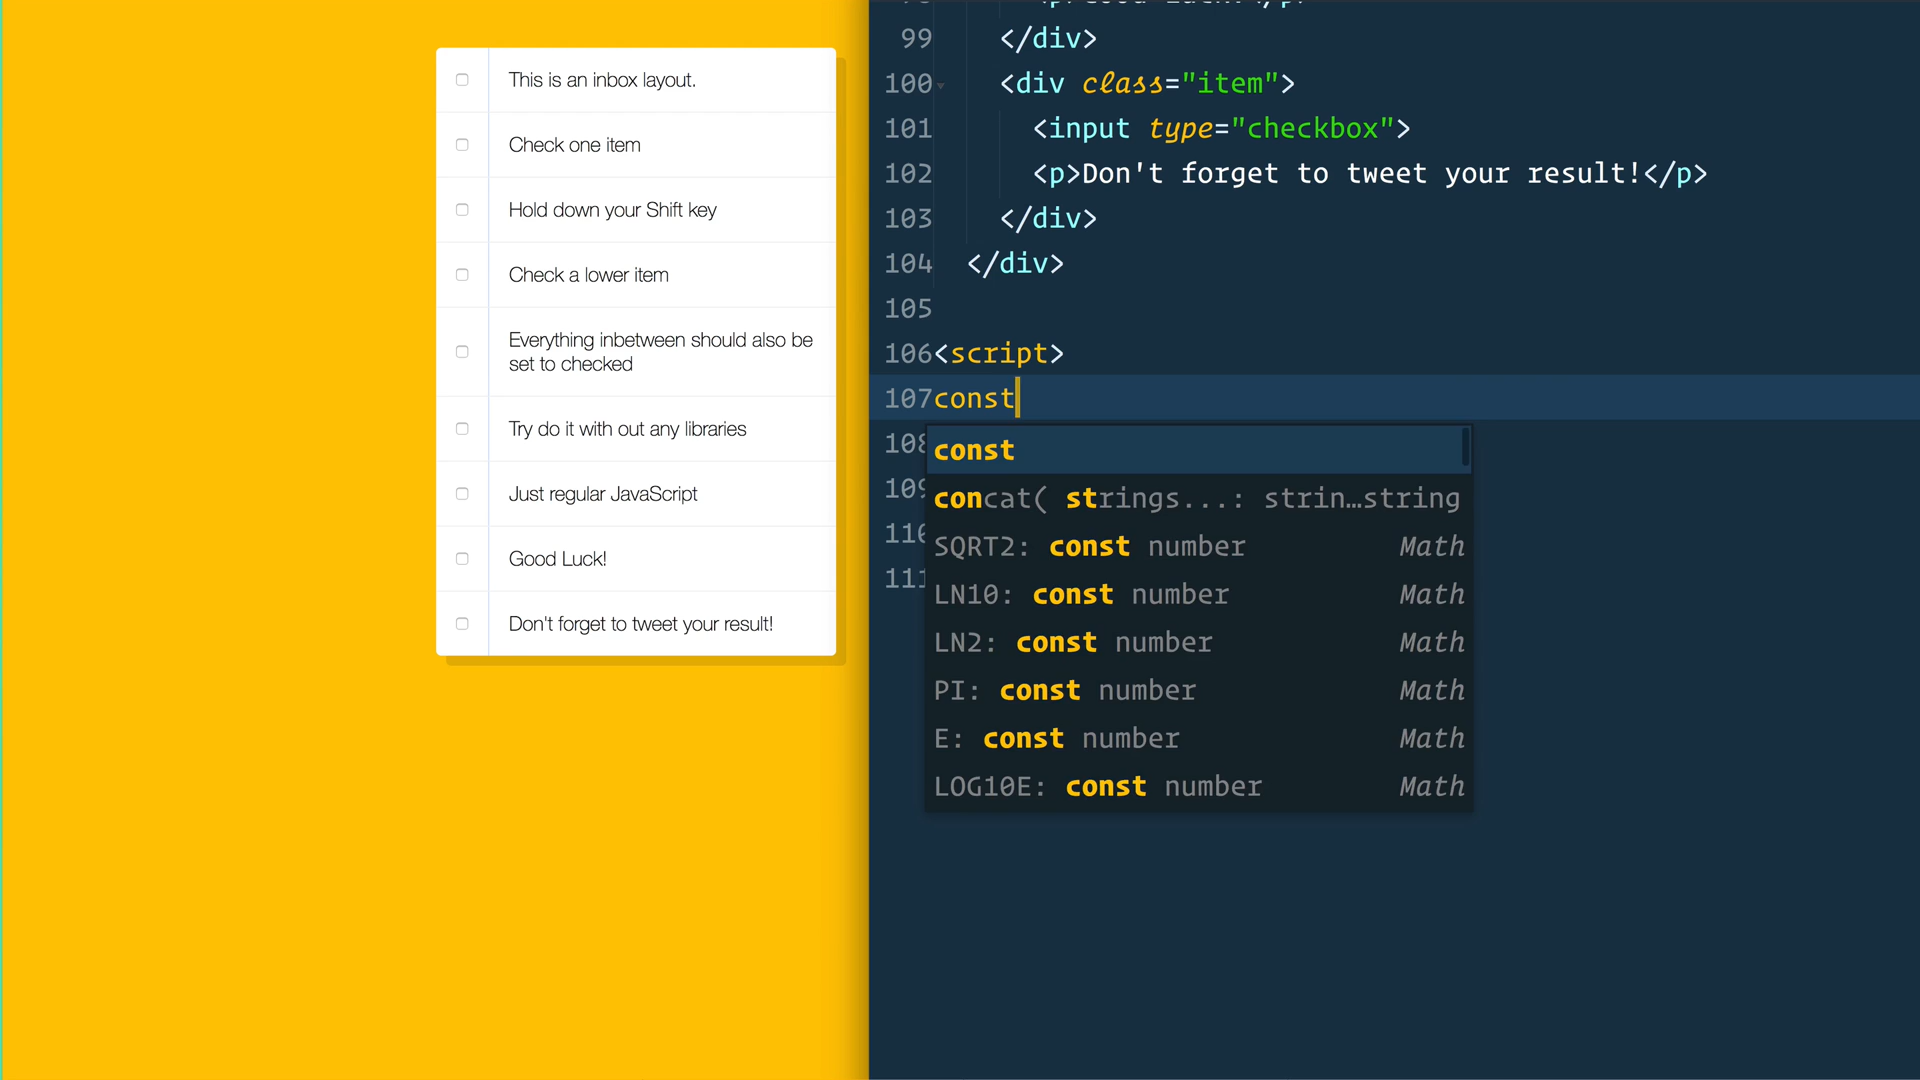 This is an inbox layout.
Check one item
Hold down your Shift key
Check a lower item
Everything inbetween should also be
set to checked
Try do it with out any libraries
Just regular JavaScript
Good Luck!
Don't forget to tweet your result!
99 </div>
100 <div class="item">
101 <input type="checkbox">
102 <p>Don't forget to tweet your result!</p>
103 </div>
104 </div>
105
106 <script>
107 const
const
concat( strings...: strin…string
SQRT2: const number Math
LN10: const number Math
LN2: const number Math
PI: const number Math
E: const number Math
LOG10E: const number Math